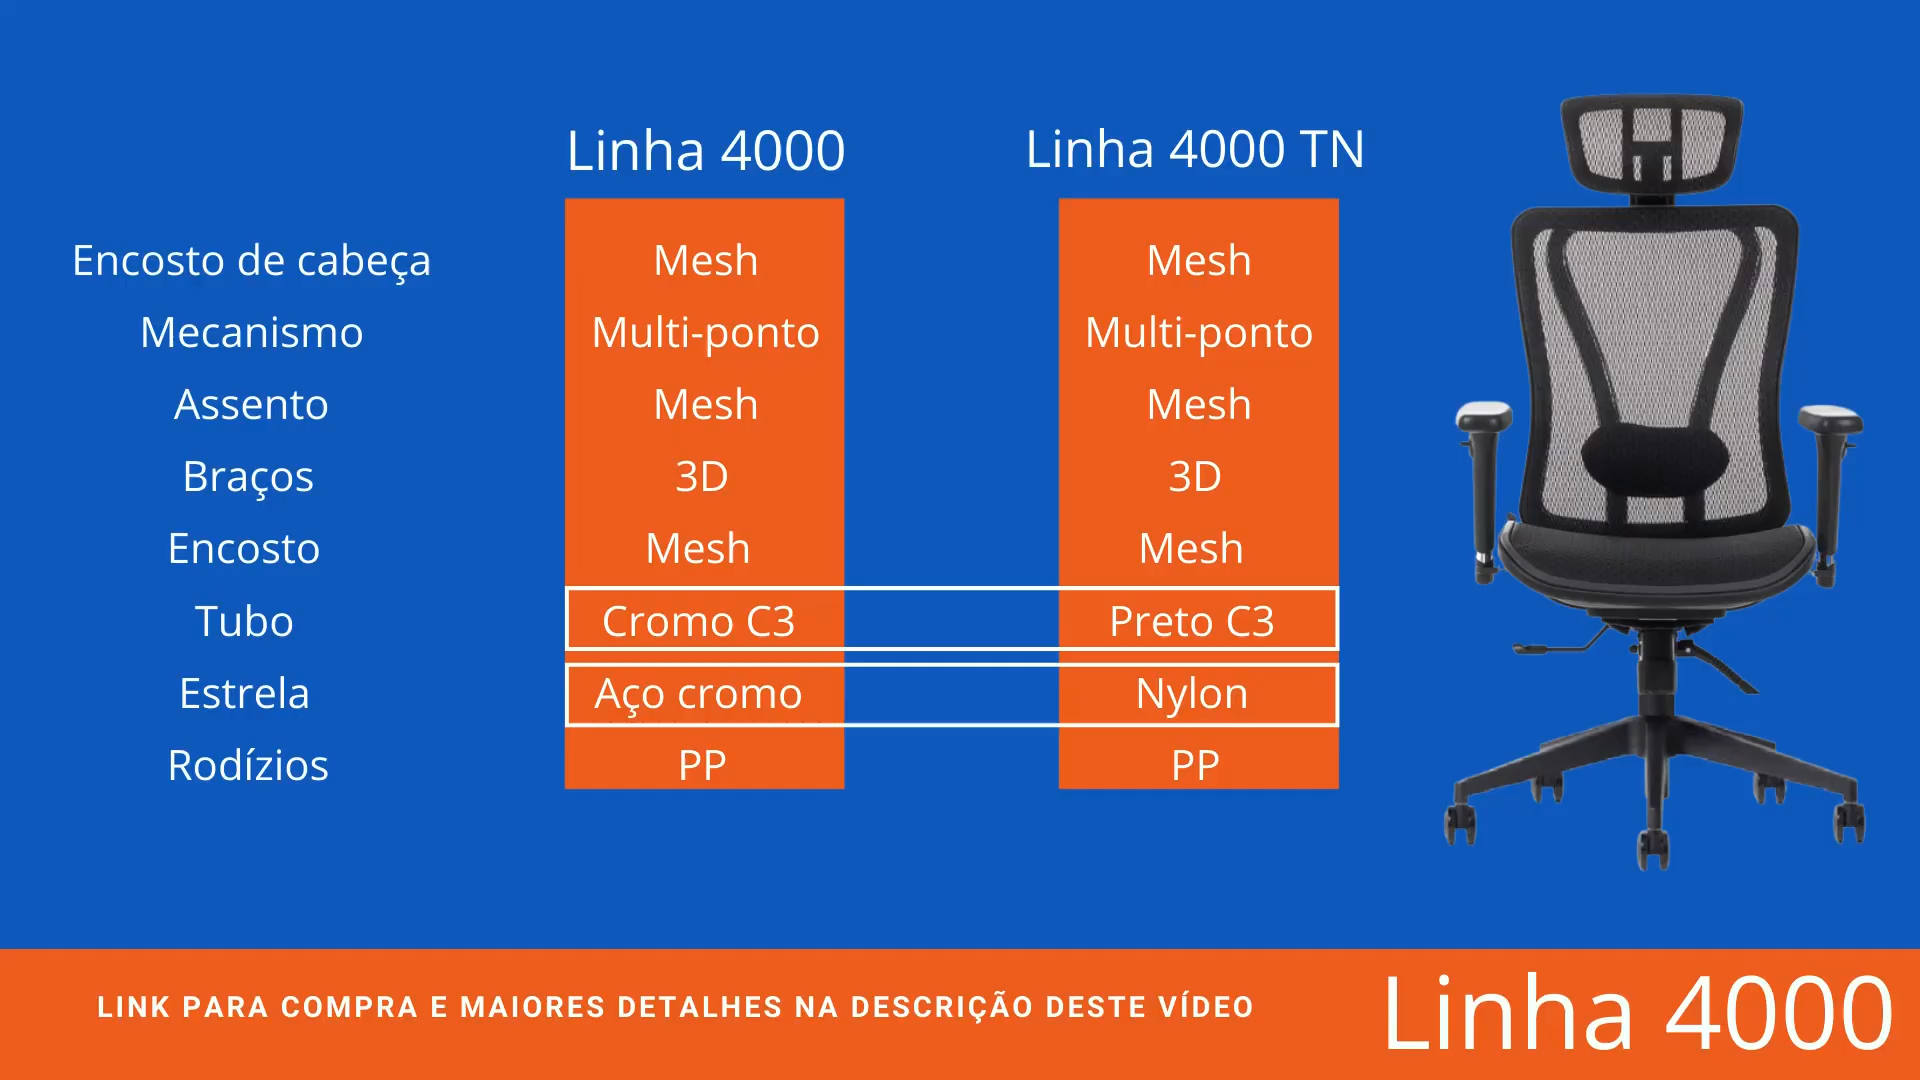 Linha 4000 Linha 4000 TN
Encosto de cabeça Mesh Mesh
Mecanismo Multi-ponto Multi-ponto
Assento Mesh Mesh
Braços 3D 3D
Encosto Mesh Mesh
Tubo Cromo C3 Preto C3
Estrela Aço cromo Nylon
Rodízios PP PP
LINK PARA COMPRA E MAIORES DETALHES NA DESCRIÇÃO DESTE VÍDEO
Linha 4000